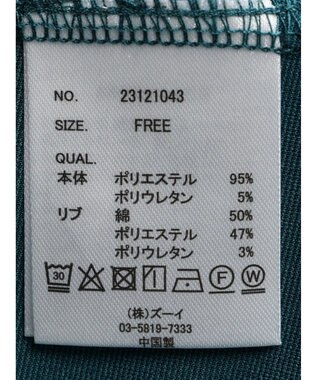 NO. 23121043
SIZE. FREE
QUAL.
本体 ポリエステル 95%
ポリウレタン 5%
リブ 綿 50%
ポリエステル 47%
ポリウレタン 3%
30 F W
(株)ズーイ
03-5819-7333
中国製